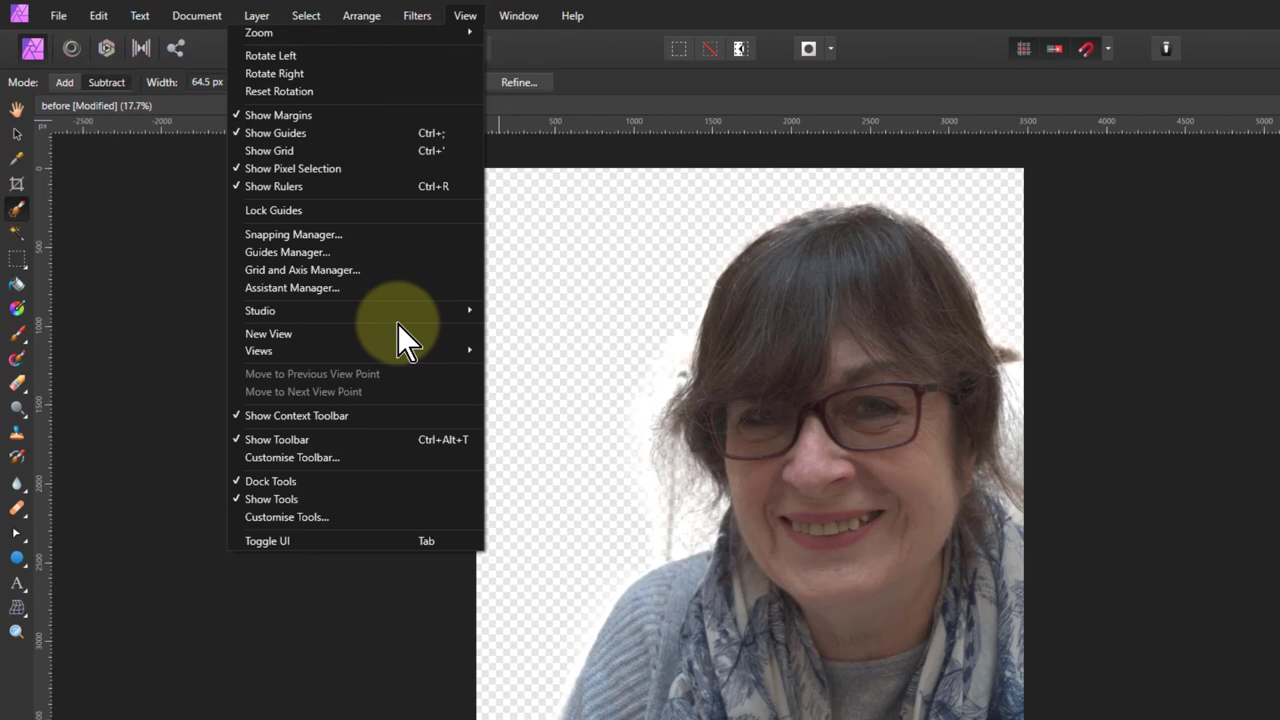 File Edit Text Document Layer Select Arrange Filters View Window Help
Mode: Add Subtract Width: 64.5 px Refine...
before [Modified] (17.7%)
px -2500 -2000 500 1000 1500 2000 2500 3000 3500 4000 4500 5000
0
500
1000
1500
2000
2500
3000
Zoom
Rotate Left
Rotate Right
Reset Rotation
Show Margins
Show Guides Ctrl+;
Show Grid Ctrl+'
Show Pixel Selection
Show Rulers Ctrl+R
Lock Guides
Snapping Manager...
Guides Manager...
Grid and Axis Manager...
Assistant Manager...
Studio
New View
Views
Move to Previous View Point
Move to Next View Point
Show Context Toolbar
Show Toolbar Ctrl+Alt+T
Customise Toolbar...
Dock Tools
Show Tools
Customise Tools...
Toggle UI Tab